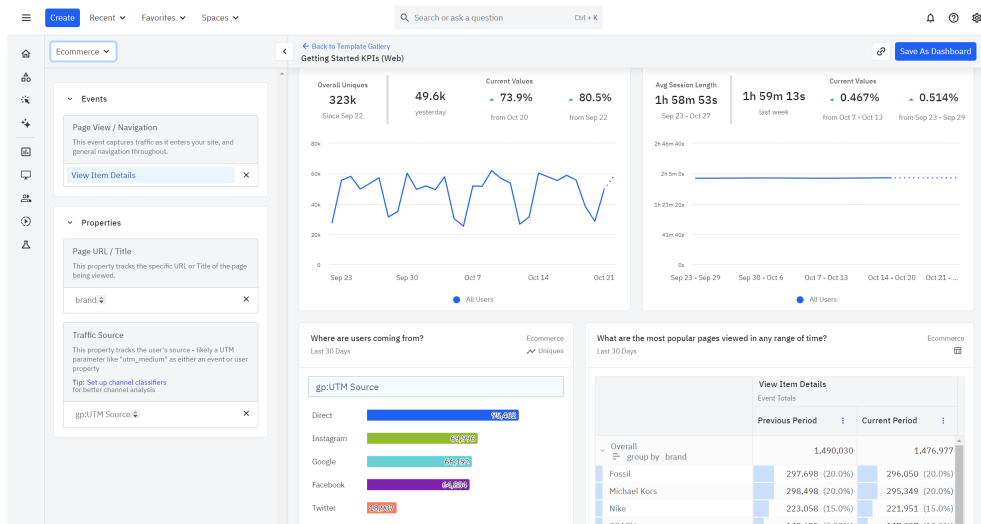 Create
Recent
Favorites
Spaces
Search or ask a question
Ctrl + K
Ecommerce
Back to Template Gallery
Getting Started KPIs (Web)
Save As Dashboard
Events
Page View / Navigation
This event captures traffic as it enters your site, and
general navigation throughout.
View Item Details
Properties
Page URL / Title
This property tracks the specific URL or Title of the page
being viewed.
brand
Traffic Source
This property tracks the user's source - likely a UTM
parameter like "utm_medium" as either an event or user
property
Tip: Set up channel classifiers
for better channel analysis
gp:UTM Source
Overall Uniques
323k
Since Sep 22
Current Values
49.6k
yesterday
73.9%
from Oct 20
80.5%
from Sep 22
80k
60k
40k
20k
0
Sep 23 Sep 30 Oct 7 Oct 14 Oct 21
All Users
Avg Session Length
1h 58m 53s
Sep 23 - Oct 27
Current Values
1h 59m 13s
last week
0.467%
from Oct 7 - Oct 13
0.514%
from Sep 23 - Sep 29
2h 46m 40s
2h 5m 0s
1h 23m 20s
41m 40s
0s
Sep 23 - Sep 29 Sep 30 - Oct 6 Oct 7 - Oct 13 Oct 14 - Oct 20 Oct 21 - ...
All Users
Where are users coming from?
Ecommerce
Last 30 Days
Uniques
gp:UTM Source
Direct
Instagram
Google
Facebook
Twitter
What are the most popular pages viewed in any range of time?
Ecommerce
Last 30 Days
View Item Details
Event Totals
Previous Period Current Period
Overall
group by brand
1,490,030 1,476,977
Fossil 297,698 (20.0%) 296,050 (20.0%)
Michael Kors 298,498 (20.0%) 295,349 (20.0%)
Nike 223,058 (15.0%) 221,951 (15.0%)